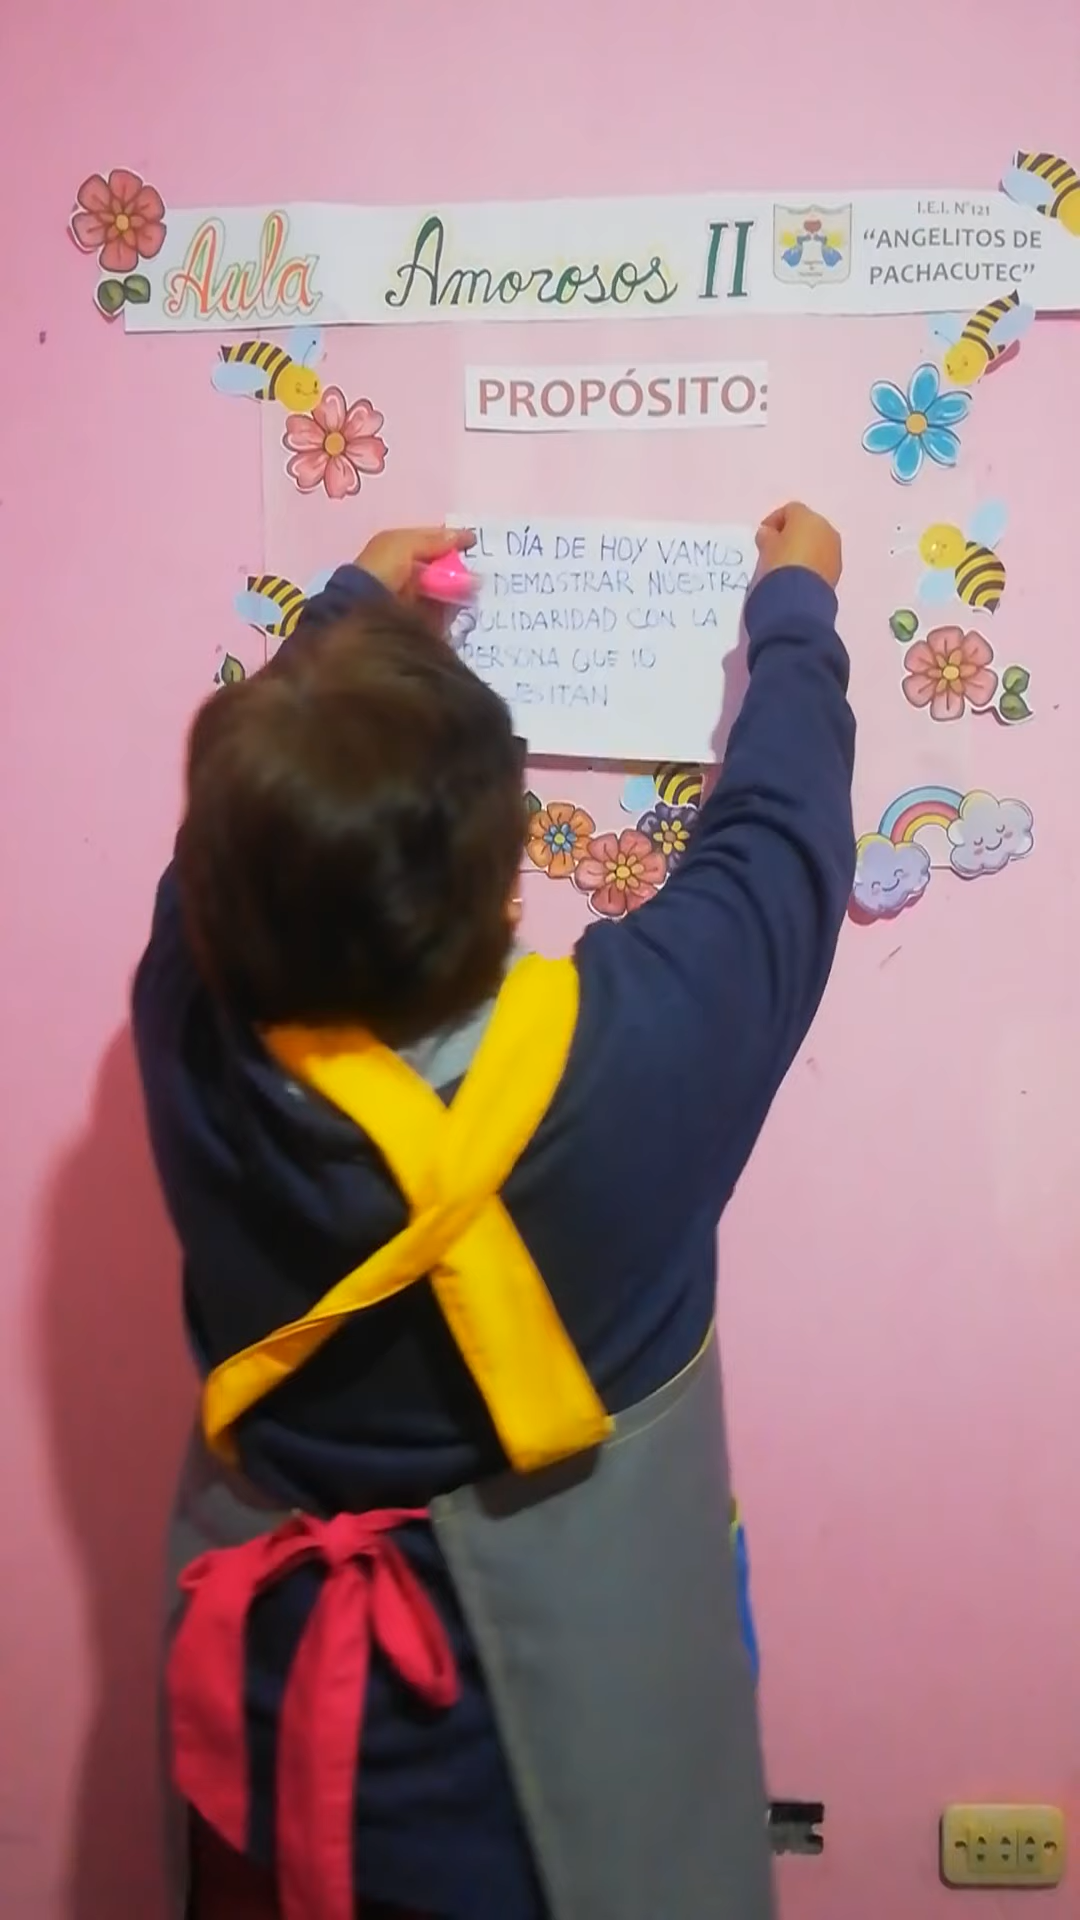 Aula Amorosos II
I.E.I. N°121
“ANGELITOS DE
PACHACUTEC”
PROPÓSITO:
EL DÍA DE HOY VAMOS
DEMOSTRAR NUESTRA
SOLIDARIDAD CON LA
PERSONA QUE LO
ESITAN